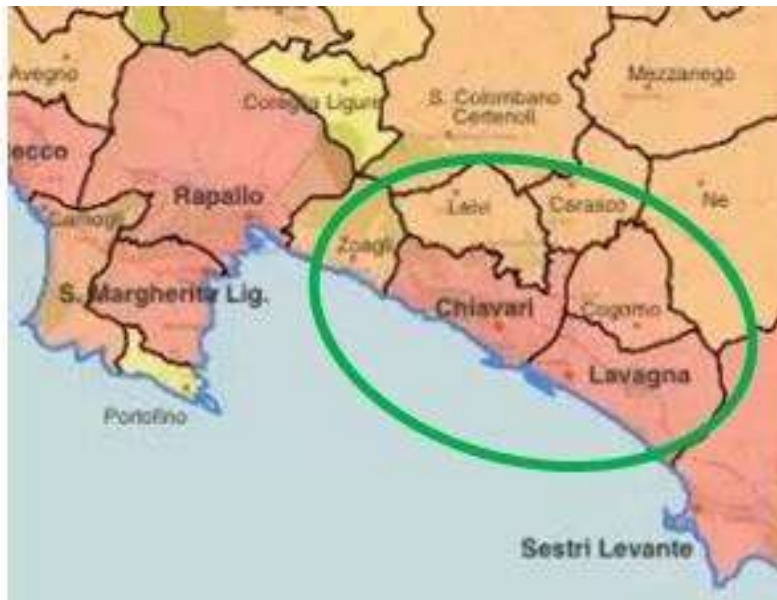 Avegno
Mezzanego
Coreglia Ligure
S. Colombano
Certenoli
Recco
Rapallo
Leivi
Carasco
Ne
Camogli
Zoagli
S. Margherita Lig.
Chiavari
Cogorno
Lavagna
Portofino
Sestri Levante